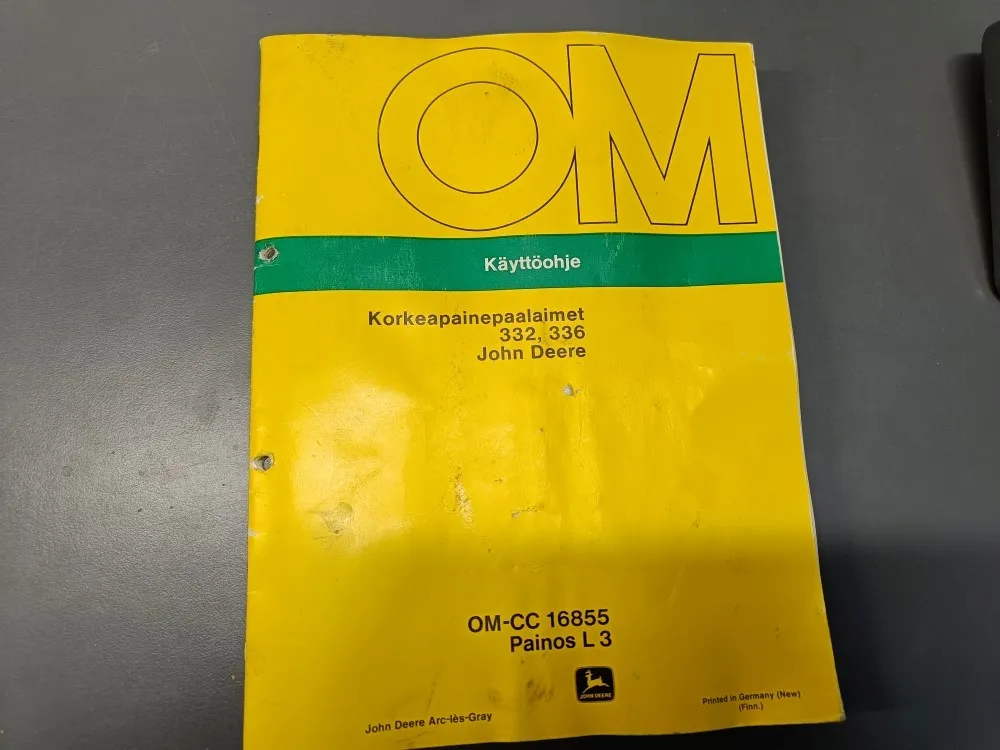 OM
Käyttöohje
Korkeapainepaalaimet
332, 336
John Deere
OM-CC 16855
Painos L 3
JOHN DEERE
John Deere Arc-lès-Gray
Printed in Germany (New)
(Finn.)